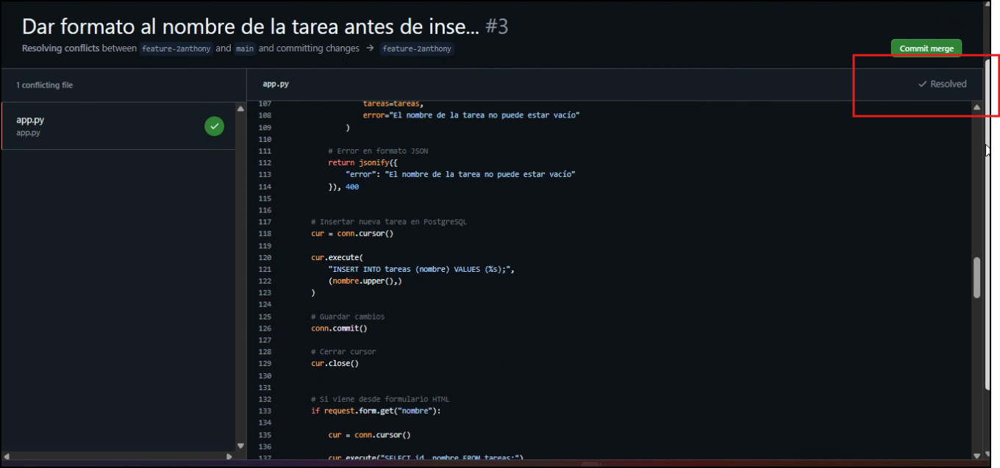 Dar formato al nombre de la tarea antes de inse... #3
Resolving conflicts between feature-2anthony and main and committing changes → feature-2anthony
Commit merge
1 conflicting file
app.py
Resolved
app.py
app.py
107 tareas=tareas,
108 error="El nombre de la tarea no puede estar vacío"
109 )
110
111 # Error en formato JSON
112 return jsonify({
113 "error": "El nombre de la tarea no puede estar vacío"
114 }), 400
115
116
117 # Insertar nueva tarea en PostgreSQL
118 cur = conn.cursor()
119
120 cur.execute(
121 "INSERT INTO tareas (nombre) VALUES (%s);",
122 (nombre.upper(),)
123 )
124
125 # Guardar cambios
126 conn.commit()
127
128 # Cerrar cursor
129 cur.close()
130
131
132 # Si viene desde formulario HTML
133 if request.form.get("nombre"):
134
135 cur = conn.cursor()
136
137 cur.execute("SELECT id, nombre FROM tareas;")